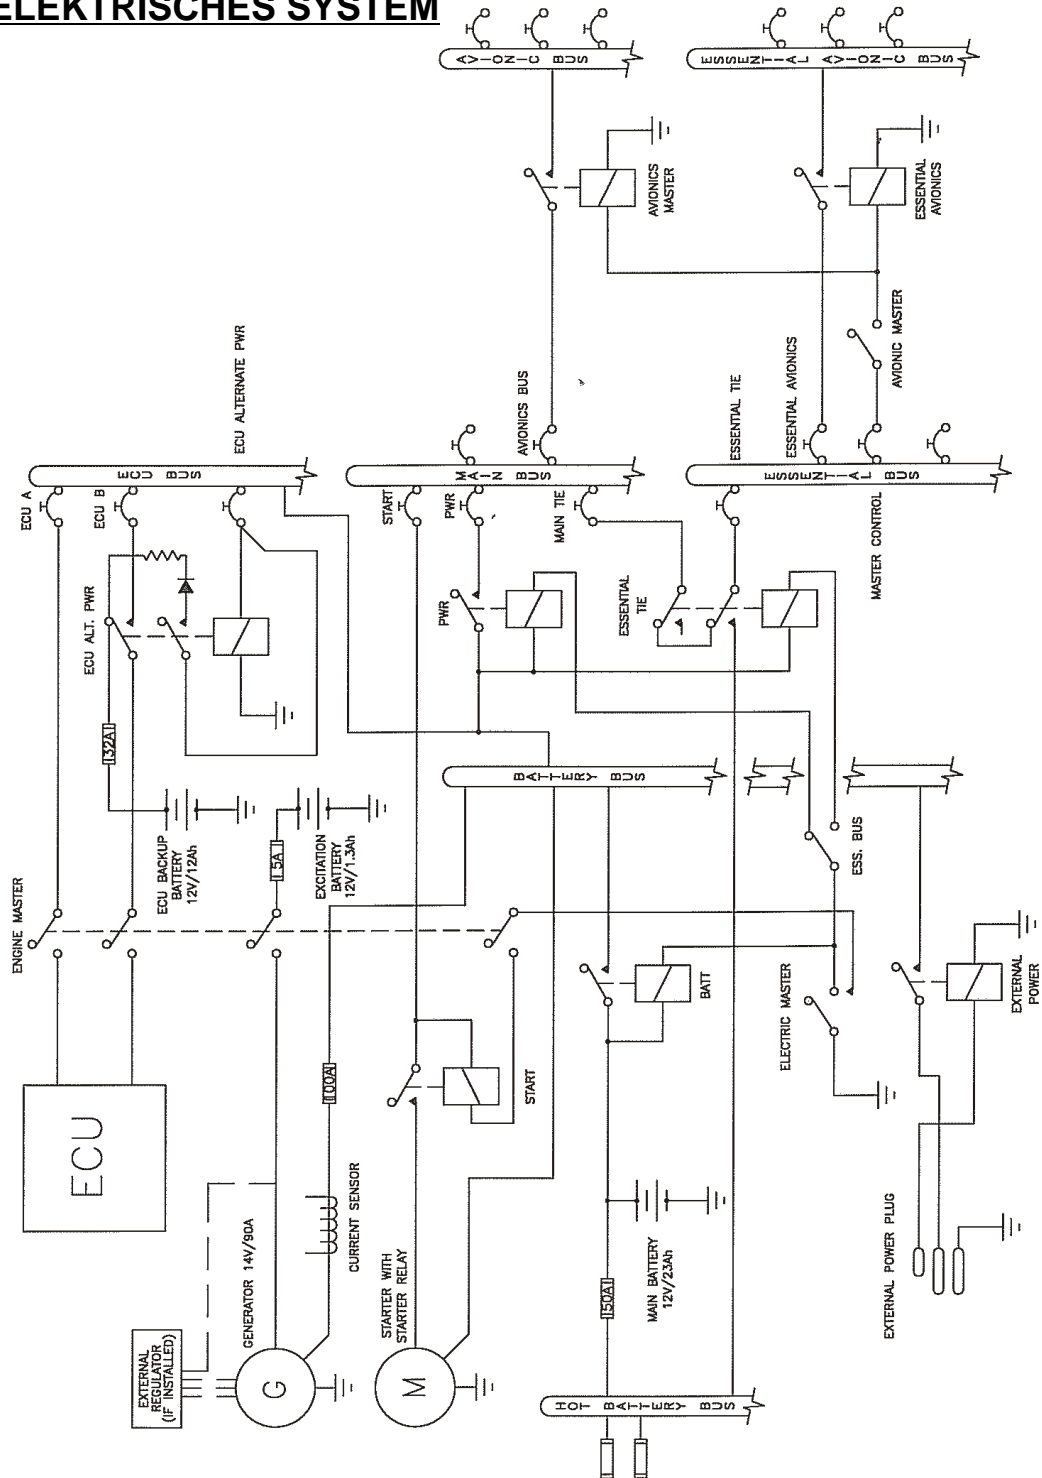 ELEKTRISCHES SYSTEM
AVIONIC BUS
ESSENTIAL AVIONIC BUS
AVIONICS
MASTER
ESSENTIAL
AVIONICS
AVIONIC MASTER
ECU ALTERNATE PWR
AVIONICS BUS
ESSENTIAL TIE
ESSENTIAL AVIONICS
ECU BUS
MAIN BUS
ESSENTIAL BUS
ECU A
ECU B
START
PWR
MAIN TIE
MASTER CONTROL
ECU ALT. PWR
PWR
ESSENTIAL
TIE
32A
BATTERY BUS
ECU BACKUP
BATTERY
12V/12Ah
5A
EXCITATION
BATTERY
12V/1.3Ah
ESS. BUS
ENGINE MASTER
BATT
ELECTRIC MASTER
EXTERNAL
POWER
ECU
100A
START
CURRENT SENSOR
GENERATOR 14V/90A
STARTER WITH
STARTER RELAY
MAIN BATTERY
12V/23Ah
50A
EXTERNAL POWER PLUG
EXTERNAL
REGULATOR
(IF INSTALLED)
G
M
HOT BATTERY BUS